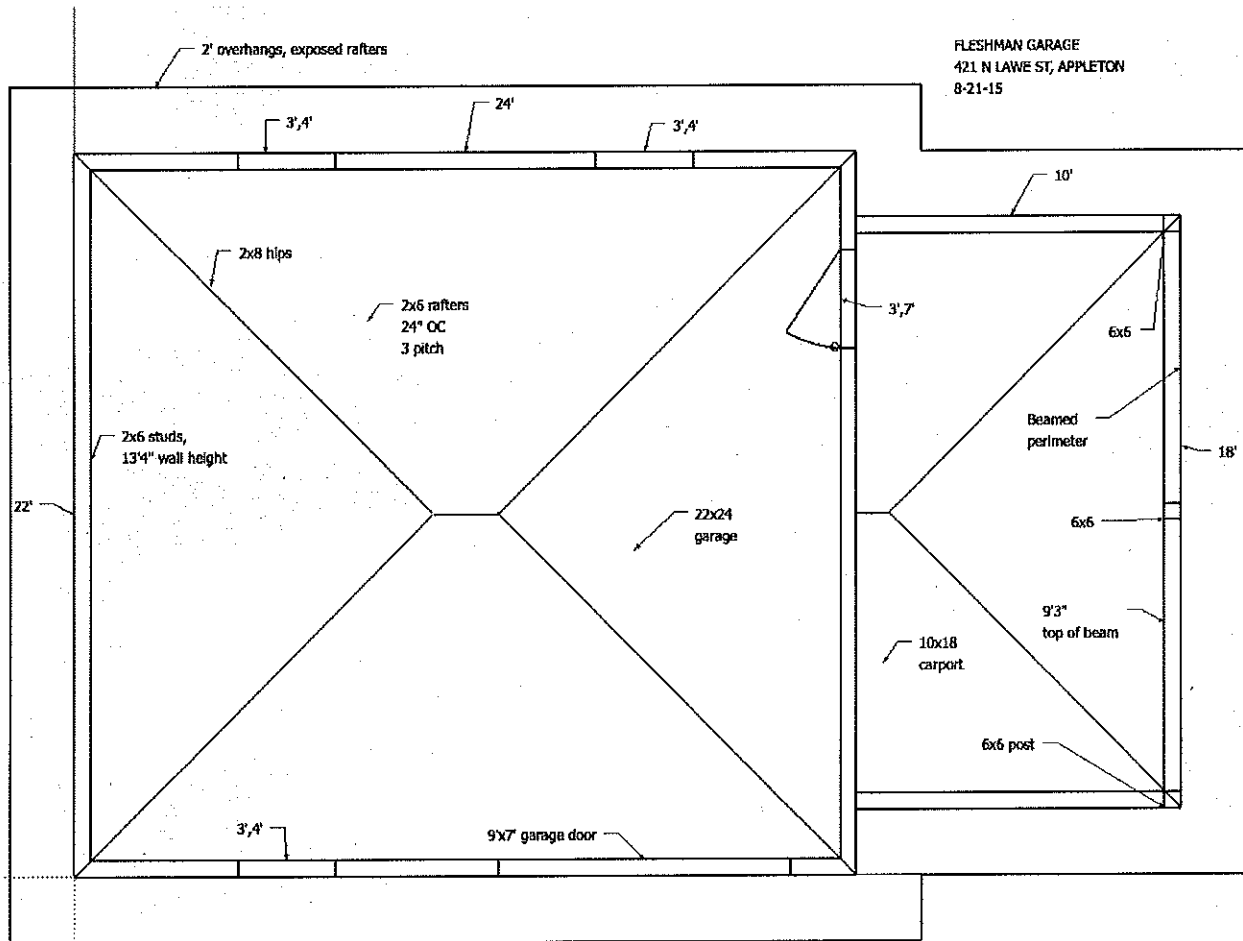 2' overhangs, exposed rafters
FLESHMAN GARAGE
421 N LAWE ST, APPLETON
8-21-15
24'
3',4'
3',4'
10'
2x8 hips
2x6 rafters
24" OC
3 pitch
3',7'
6x6
Beamed
perimeter
2x6 studs,
13'4" wall height
18'
22'
22x24
garage
6x6
9'3"
top of beam
10x18
carport
6x6 post
3',4'
9'x7' garage door